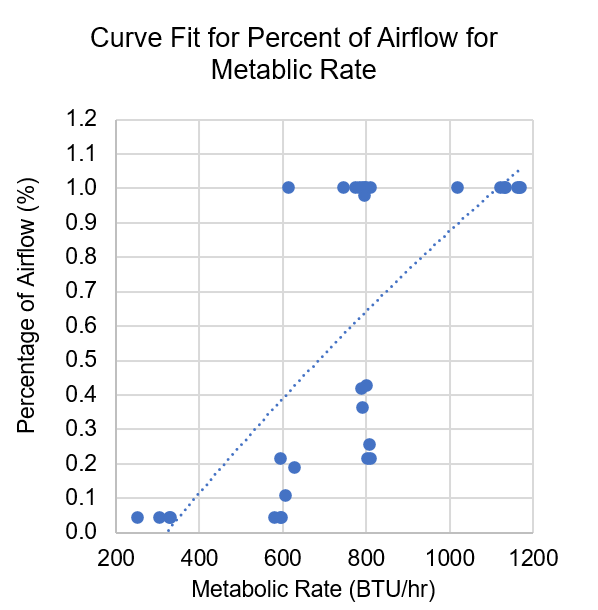 Curve Fit for Percent of Airflow for
Metablic Rate
Percentage of Airflow (%)
1.2
1.1
1.0
0.9
0.8
0.7
0.6
0.5
0.4
0.3
0.2
0.1
0.0
200 400 600 800 1000 1200
Metabolic Rate (BTU/hr)